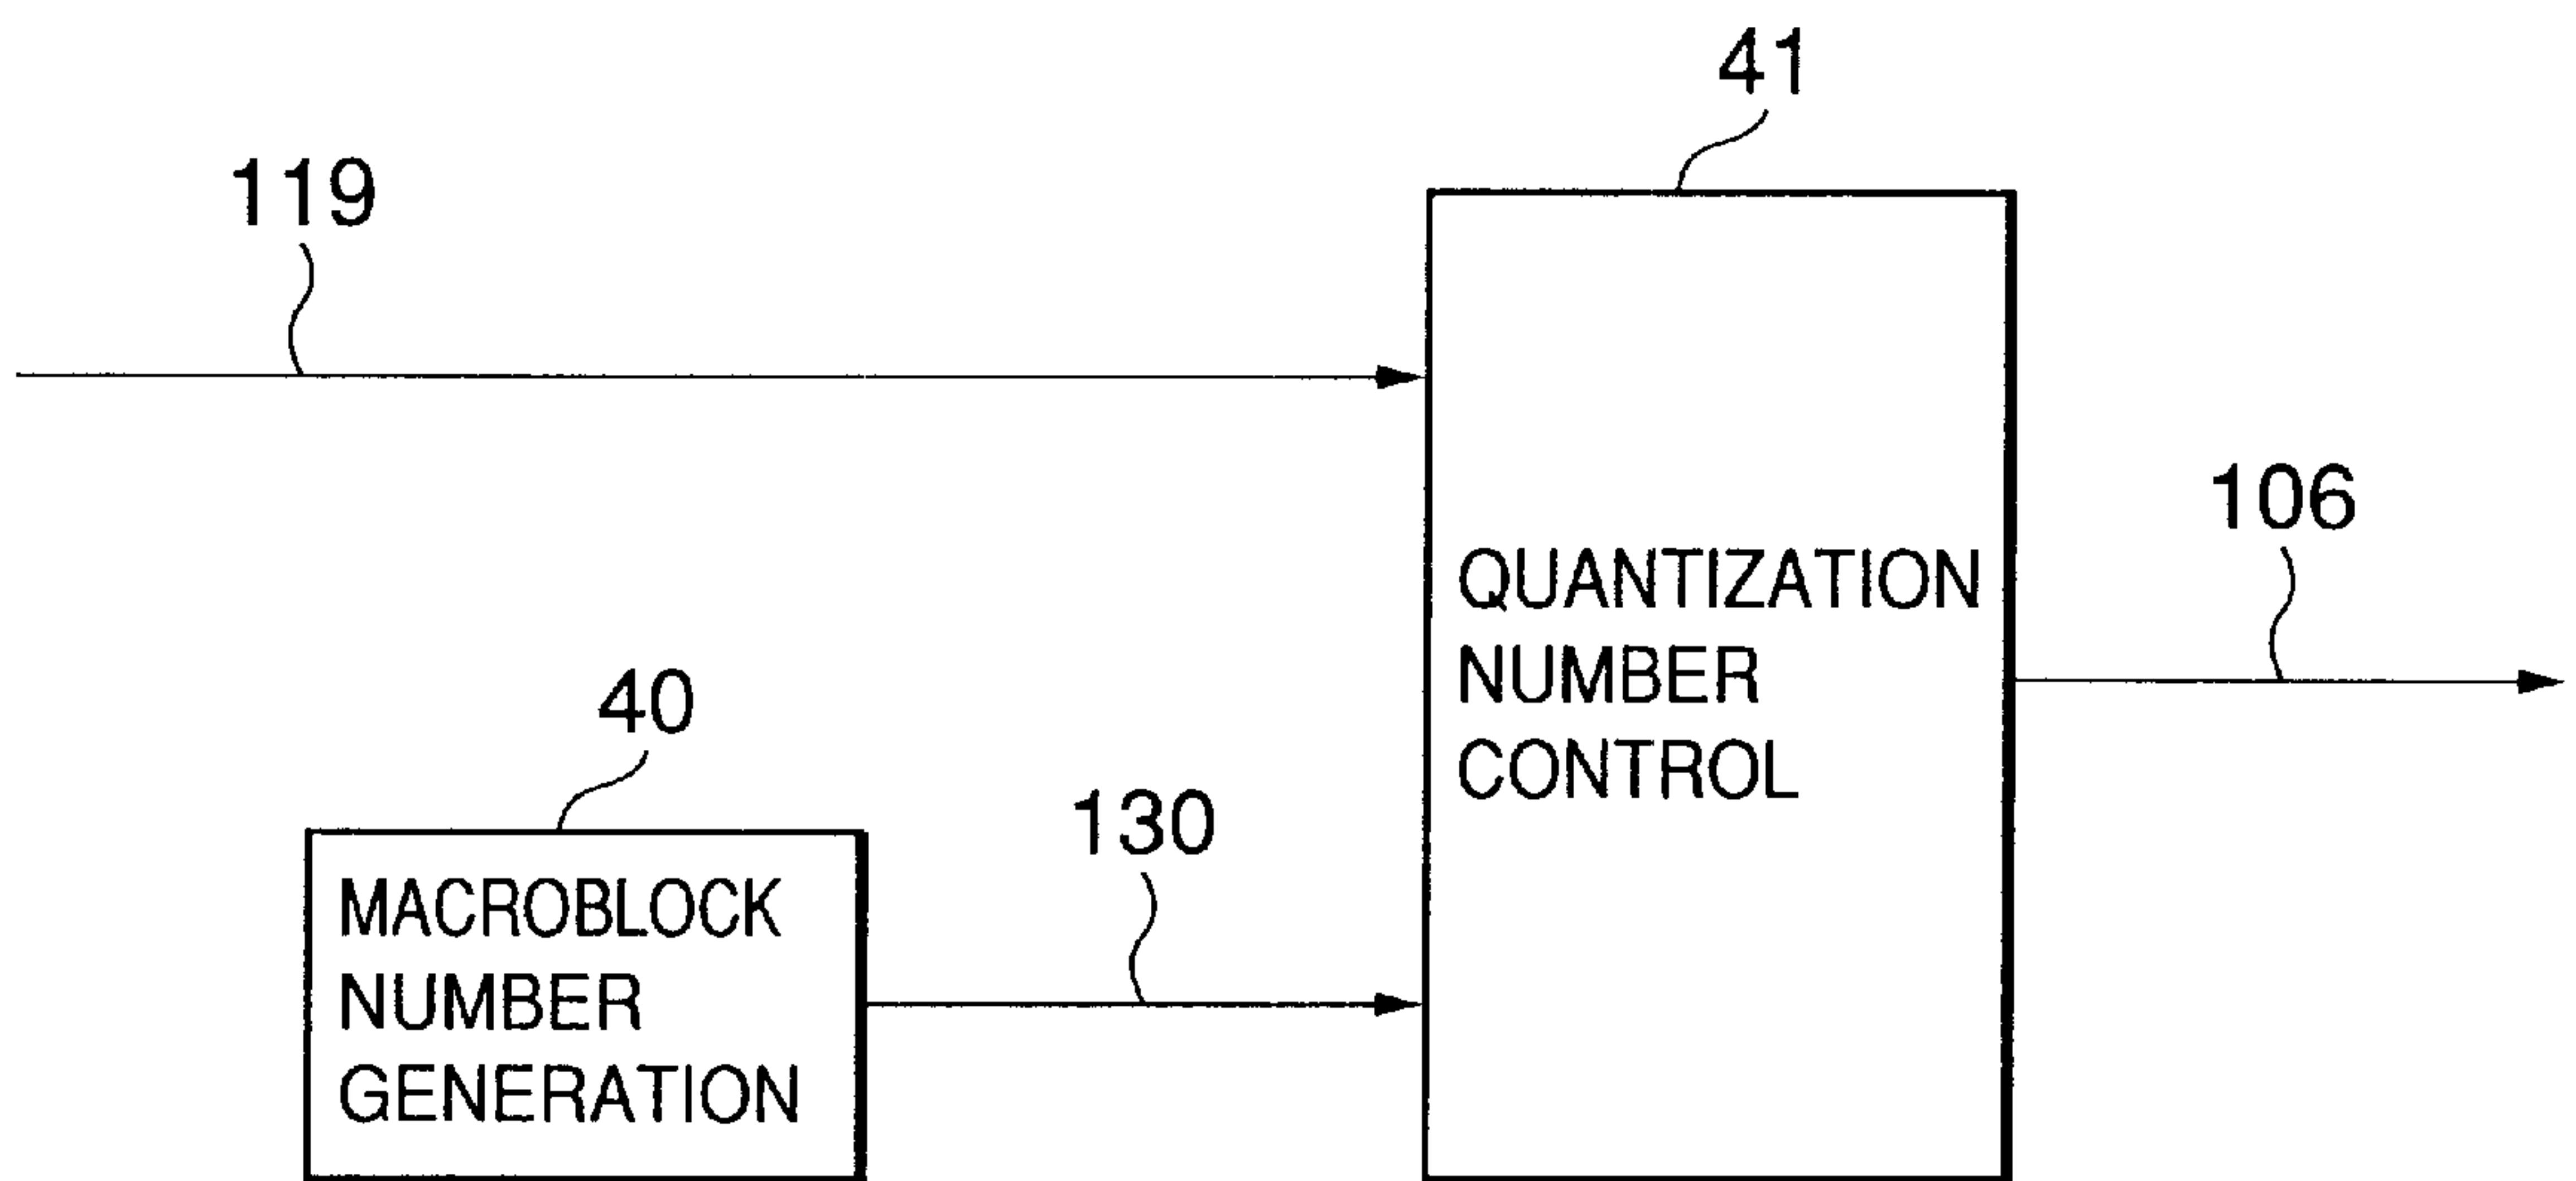 41
119
QUANTIZATION
NUMBER
CONTROL
106
40
130
MACROBLOCK
NUMBER
GENERATION